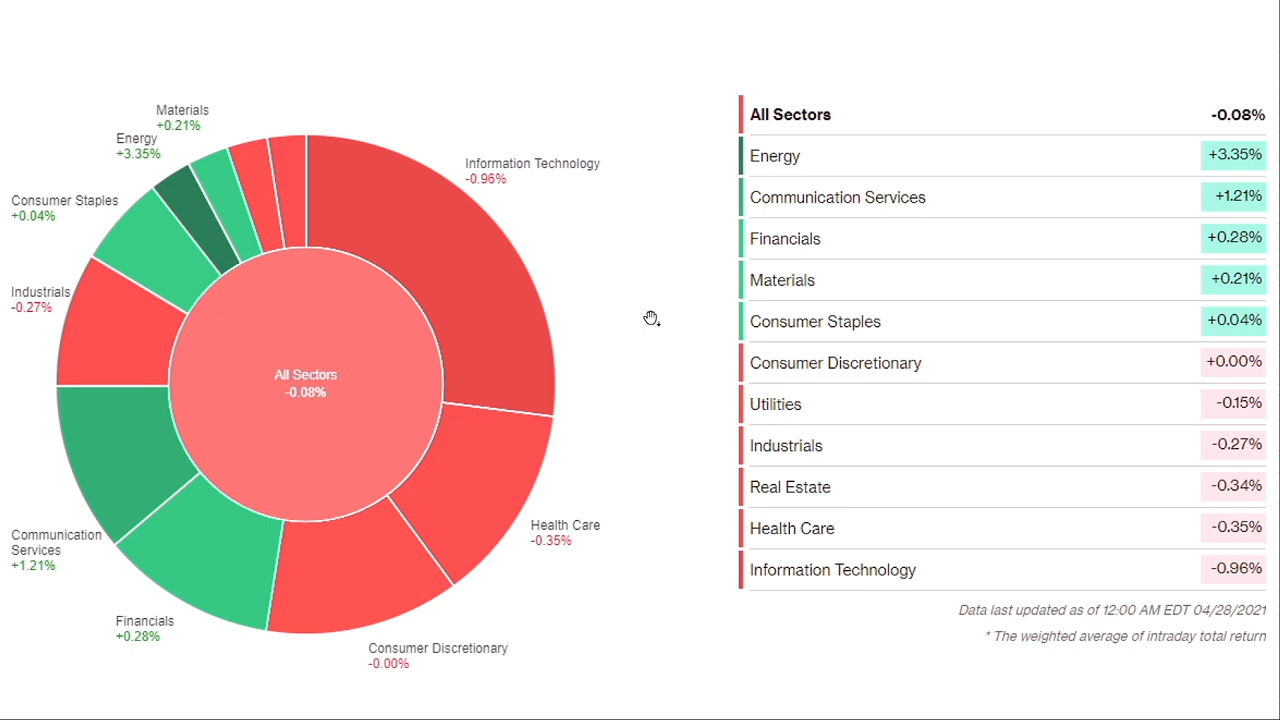 Materials
+0.21%
Energy
+3.35%
Information Technology
-0.96%
Consumer Staples
+0.04%
Industrials
-0.27%
All Sectors
-0.08%
Health Care
-0.35%
Communication
Services
+1.21%
Financials
+0.28%
Consumer Discretionary
-0.00%
All Sectors -0.08%
Energy +3.35%
Communication Services +1.21%
Financials +0.28%
Materials +0.21%
Consumer Staples +0.04%
Consumer Discretionary +0.00%
Utilities -0.15%
Industrials -0.27%
Real Estate -0.34%
Health Care -0.35%
Information Technology -0.96%
Data last updated as of 12:00 AM EDT 04/28/2021
* The weighted average of intraday total return